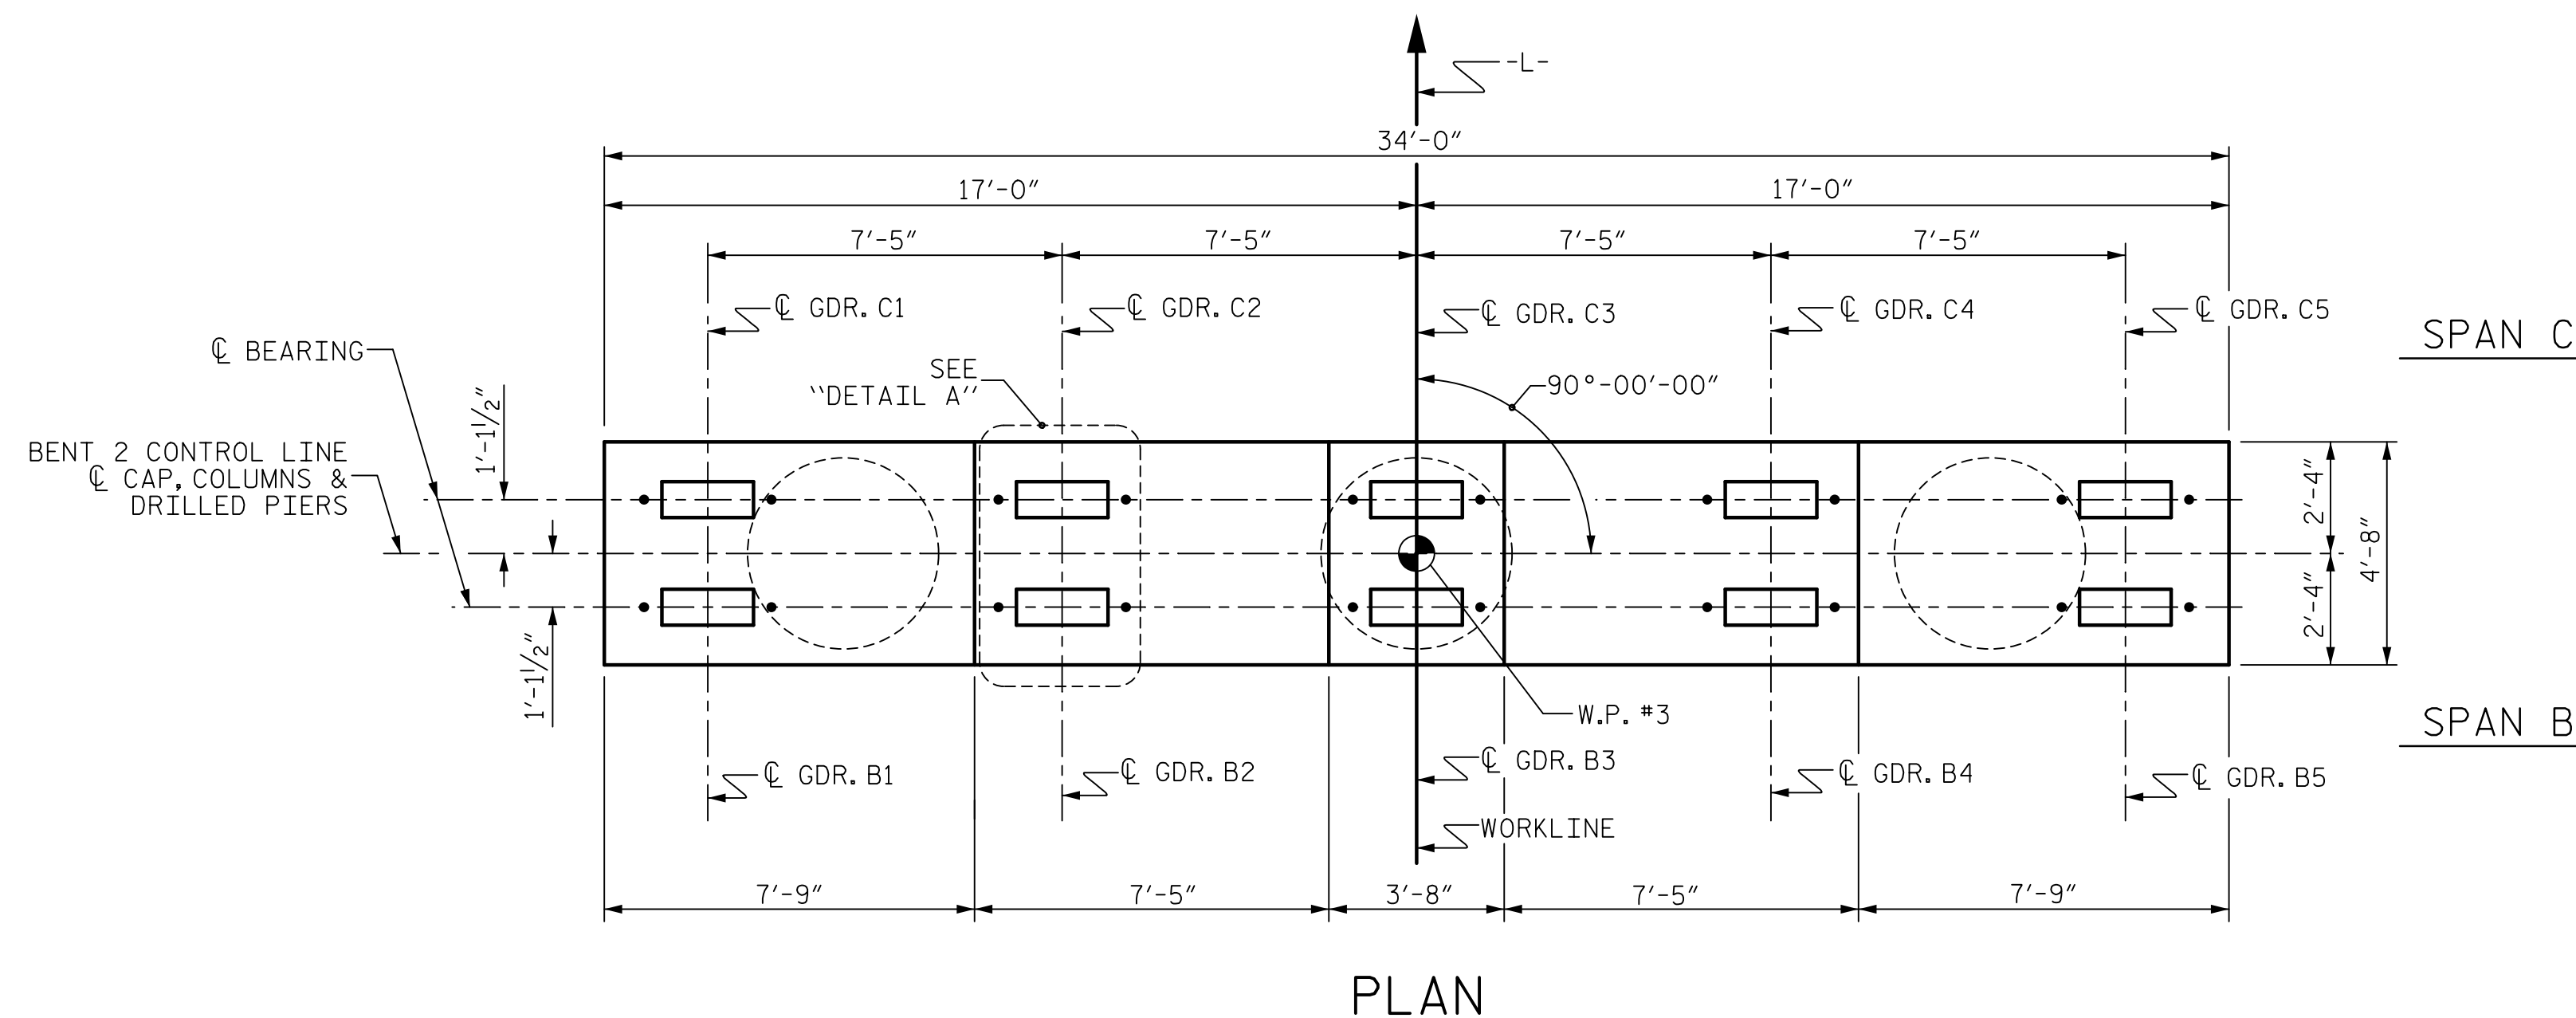 -L-
34'-0"
17'-0"
17'-0"
7'-5"
7'-5"
7'-5"
7'-5"
℄ GDR. C1
℄ GDR. C2
℄ GDR. C3
℄ GDR. C4
℄ GDR. C5
SPAN C
℄ BEARING
SEE
"DETAIL A"
90°-00'-00"
1'-1½"
BENT 2 CONTROL LINE
℄ CAP, COLUMNS &
DRILLED PIERS
2'-4"
4'-8"
2'-4"
1'-1½"
W.P. #3
SPAN B
℄ GDR. B1
℄ GDR. B2
℄ GDR. B3
℄ GDR. B4
℄ GDR. B5
WORKLINE
7'-9"
7'-5"
3'-8"
7'-5"
7'-9"
PLAN